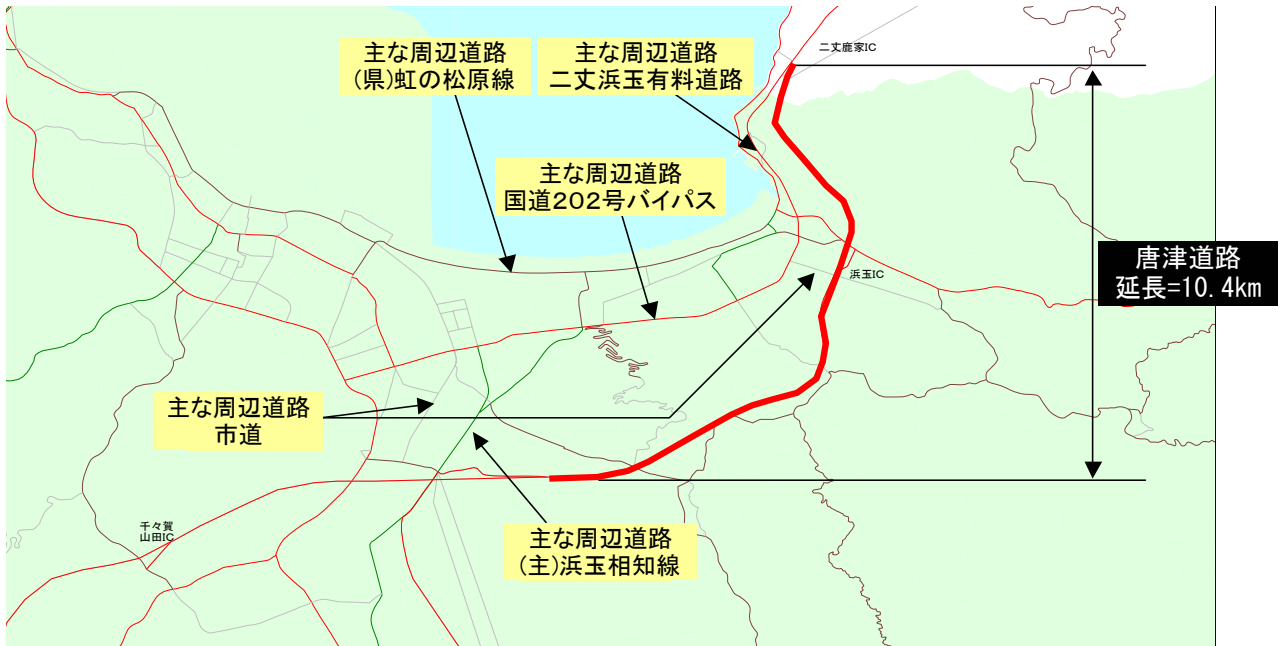 二丈鹿家IC
主な周辺道路
(県)虹の松原線
主な周辺道路
二丈浜玉有料道路
主な周辺道路
国道202号バイパス
唐津道路
延長=10.4km
浜玉IC
主な周辺道路
市道
千々賀
山田IC
主な周辺道路
(主)浜玉相知線